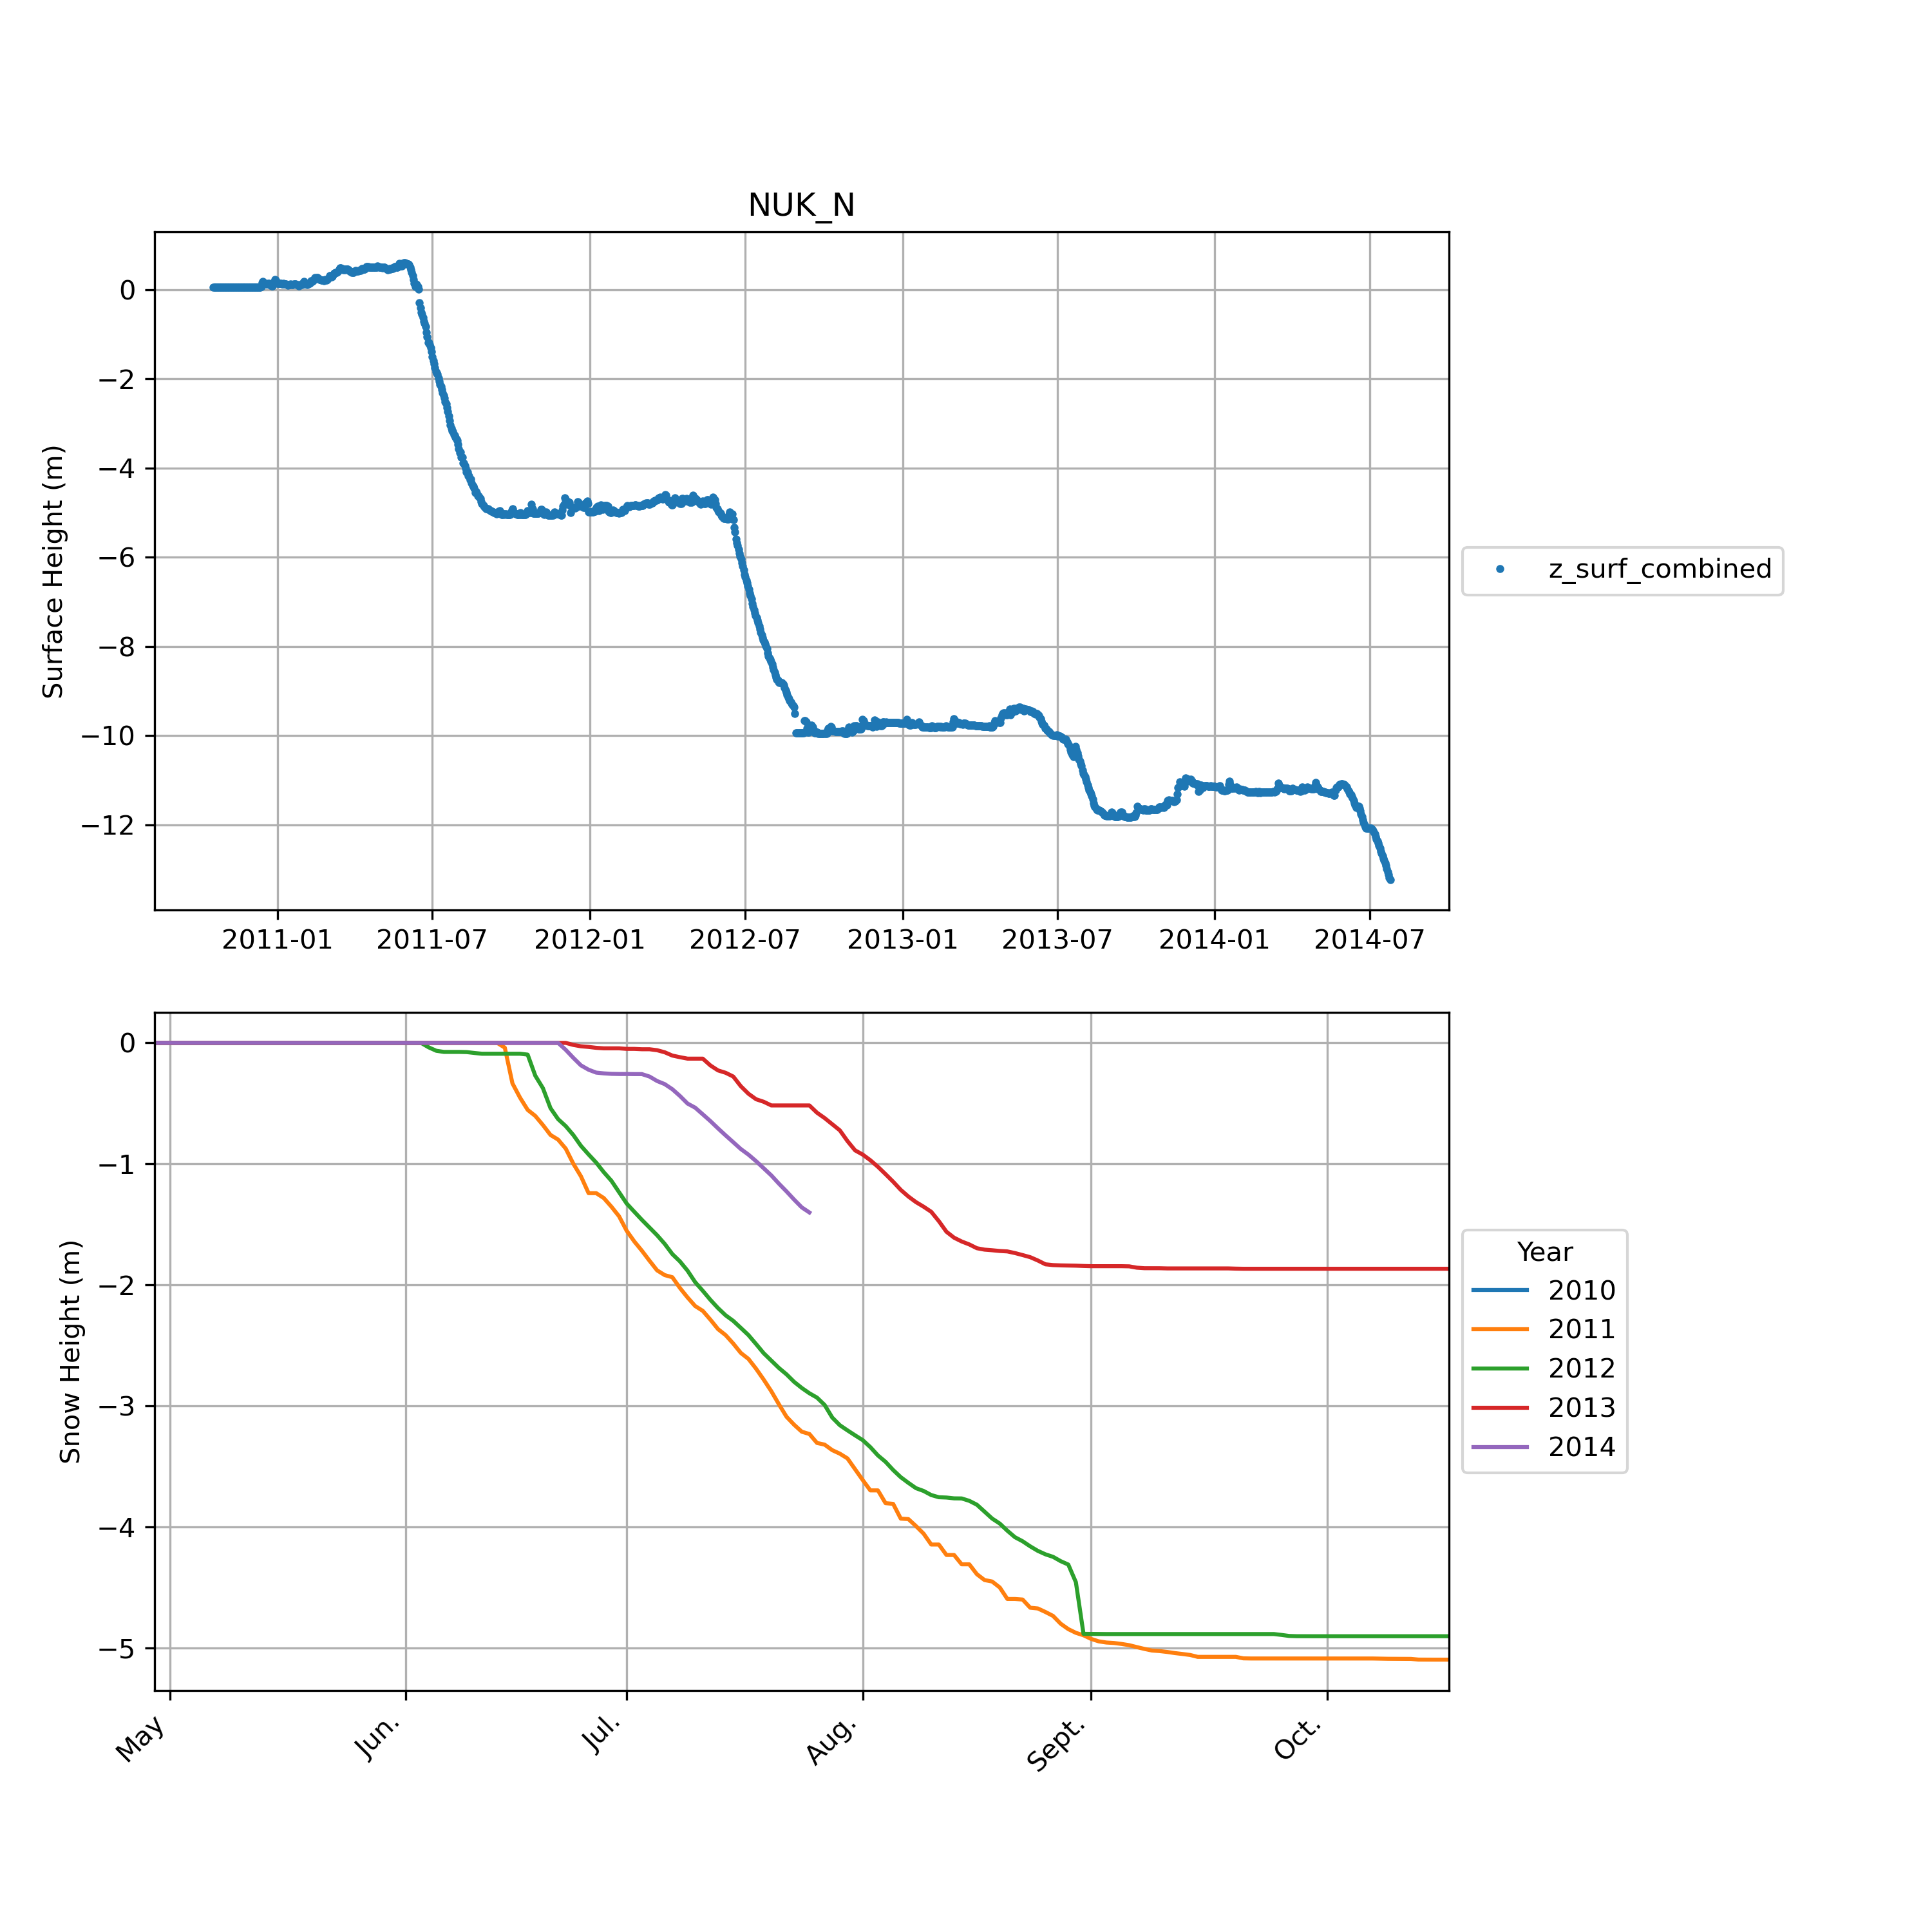 NUK_N
Surface Height (m)
0
−2
−4
−6
−8
−10
−12
2011-01 2011-07 2012-01 2012-07 2013-01 2013-07 2014-01 2014-07
z_surf_combined
Snow Height (m)
0
−1
−2
−3
−4
−5
May Jun. Jul. Aug. Sept. Oct.
Year
2010
2011
2012
2013
2014